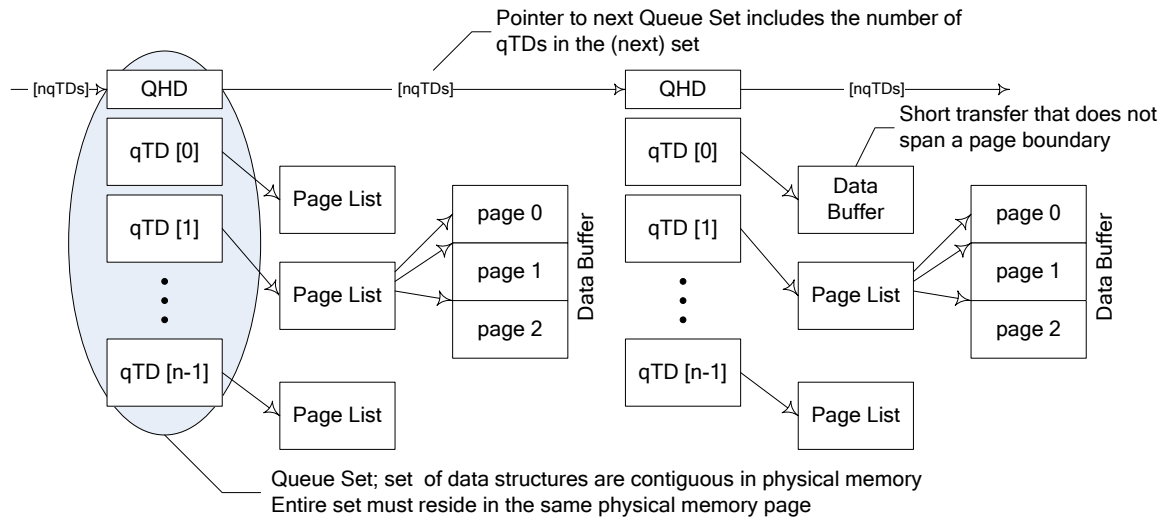 Pointer to next Queue Set includes the number of
qTDs in the (next) set
[nqTDs]
QHD
[nqTDs]
QHD
[nqTDs]
Short transfer that does not
span a page boundary
qTD [0]
Page List
qTD [1]
Page List
page 0
page 1
page 2
Data Buffer
qTD [n-1]
Page List
qTD [0]
Data
Buffer
qTD [1]
Page List
page 0
page 1
page 2
Data Buffer
qTD [n-1]
Page List
Queue Set; set of data structures are contiguous in physical memory
Entire set must reside in the same physical memory page